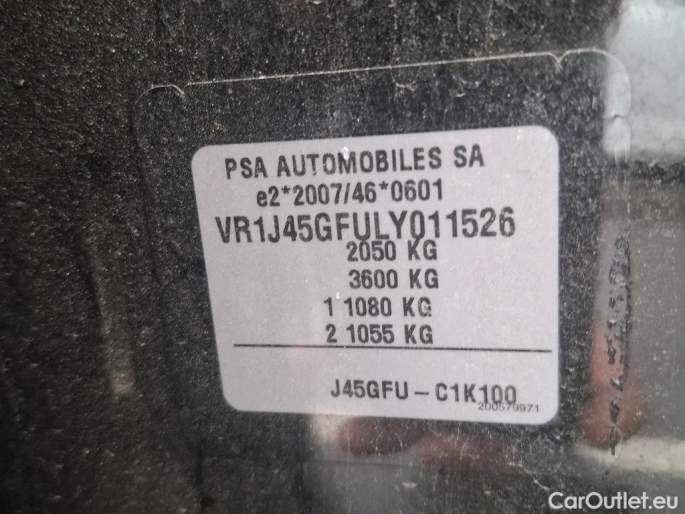 PSA AUTOMOBILES SA
e2*2007/46*0601
VR1J45GFULY011526
2050 KG
3600 KG
1 1080 KG
2 1055 KG
J45GFU - C1K100
200579971
CarOutlet.eu